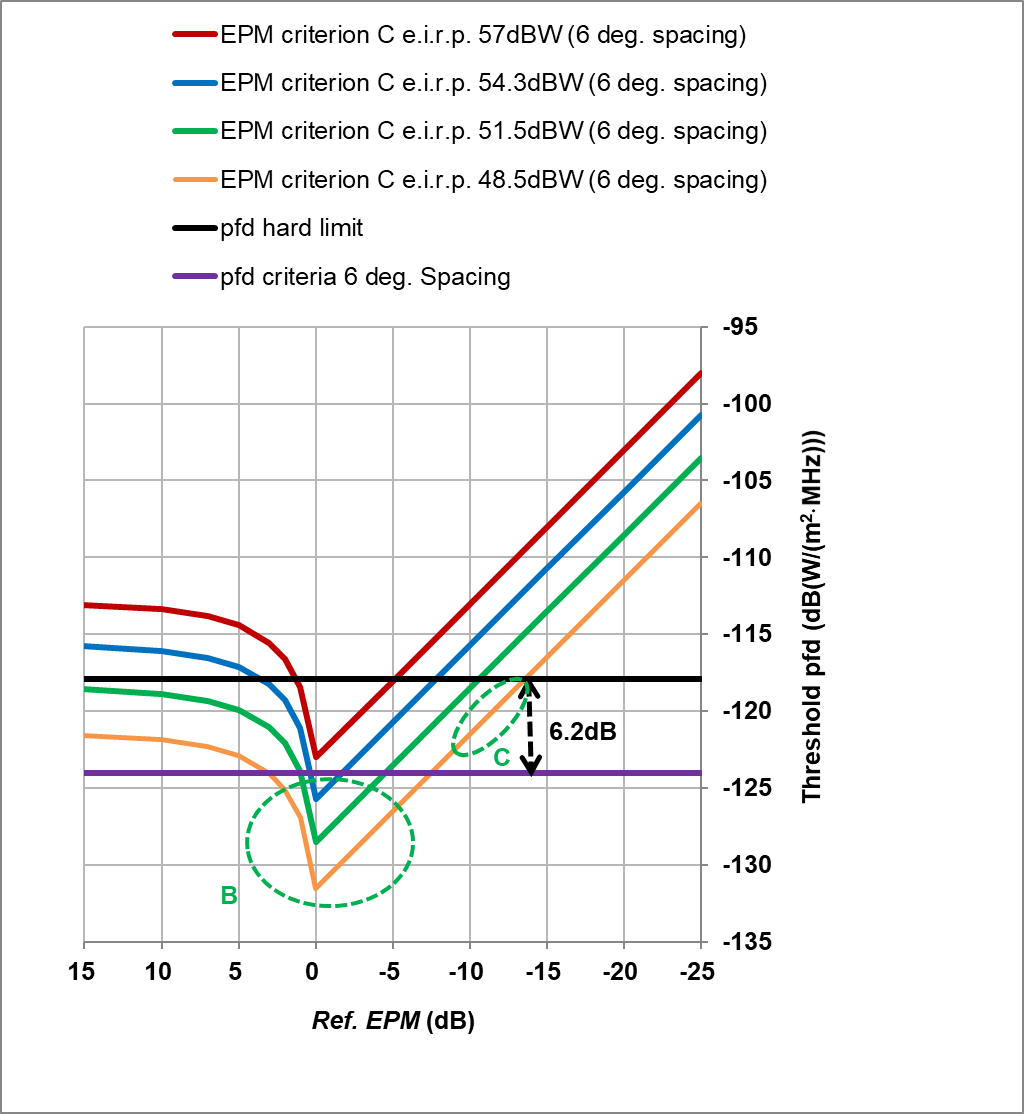 EPM criterion C e.i.r.p. 57dBW (6 deg. spacing)
EPM criterion C e.i.r.p. 54.3dBW (6 deg. spacing)
EPM criterion C e.i.r.p. 51.5dBW (6 deg. spacing)
EPM criterion C e.i.r.p. 48.5dBW (6 deg. spacing)
pfd hard limit
pfd criteria 6 deg. Spacing
-95
-100
-105
-110
-115
-120
-125
-130
-135
Threshold pfd (dB(W/(m²·MHz)))
6.2dB
C
B
15 10 5 0 -5 -10 -15 -20 -25
Ref. EPM (dB)